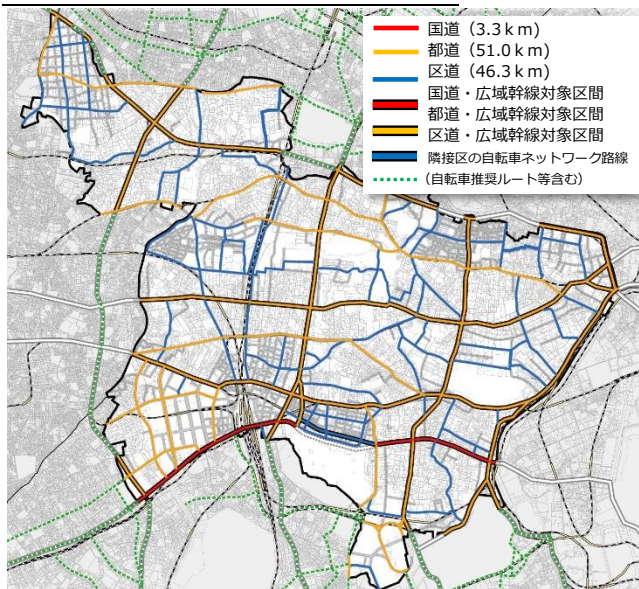 国道（3.3ｋｍ）
都道（51.0ｋｍ)
区道（46.3ｋｍ)
国道・広域幹線対象区間
都道・広域幹線対象区間
区道・広域幹線対象区間
隣接区の自転車ネットワーク路線
（自転車推奨ルート等含む）